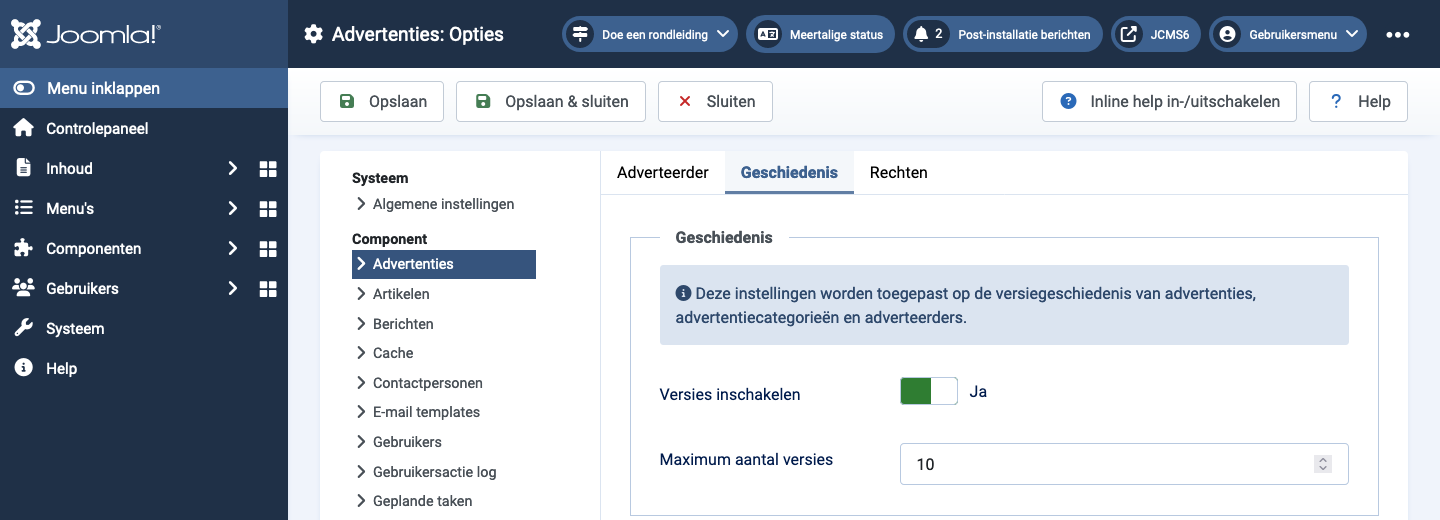 Joomla!®
Advertenties: Opties
Doe een rondleiding
Meertalige status
2 Post-installatie berichten
JCMS6
Gebruikersmenu
Menu inklappen
Controlepaneel
Inhoud
Menu's
Componenten
Gebruikers
Systeem
Help
Opslaan
Opslaan & sluiten
Sluiten
Inline help in-/uitschakelen
? Help
Systeem
Algemene instellingen
Component
Advertenties
Artikelen
Berichten
Cache
Contactpersonen
E-mail templates
Gebruikers
Gebruikersactie log
Geplande taken
Adverteerder
Geschiedenis
Rechten
Geschiedenis
Deze instellingen worden toegepast op de versiegeschiedenis van advertenties,
advertentiecategorieën en adverteerders.
Versies inschakelen
Ja
Maximum aantal versies
10